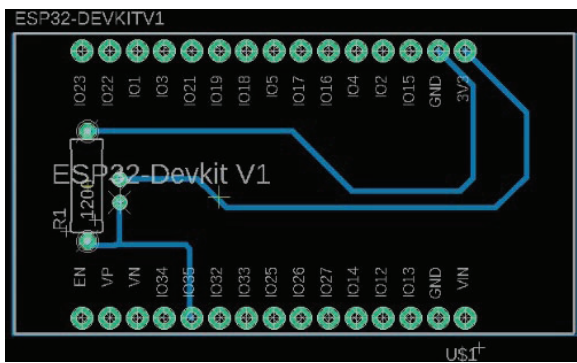 ESP32-DEVKITV1
IO23 IO22 IO1 IO3 IO21 IO19 IO18 IO5 IO17 IO16 IO4 IO2 IO15 GND 3V3
ESP32-Devkit V1
R1
EN VP VN IO34 IO35 IO32 IO33 IO25 IO26 IO27 IO14 IO12 IO13 GND VIN
U$1